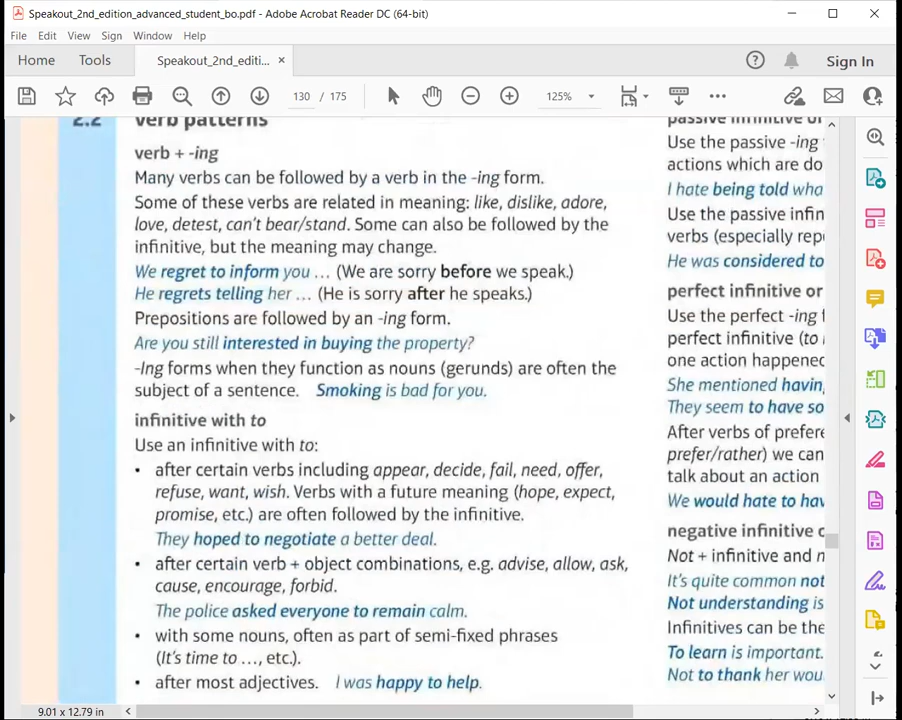 Speakout_2nd_edition_advanced_student_bo.pdf - Adobe Acrobat Reader DC (64-bit)
File Edit View Sign Window Help
Home Tools Speakout_2nd_editi... × Sign In
130 / 175 125%
2.2 verb patterns
verb + -ing
Many verbs can be followed by a verb in the -ing form.
Some of these verbs are related in meaning: like, dislike, adore,
love, detest, can't bear/stand. Some can also be followed by the
infinitive, but the meaning may change.
We regret to inform you … (We are sorry before we speak.)
He regrets telling her … (He is sorry after he speaks.)
Prepositions are followed by an -ing form.
Are you still interested in buying the property?
-Ing forms when they function as nouns (gerunds) are often the
subject of a sentence. Smoking is bad for you.
infinitive with to
Use an infinitive with to:
• after certain verbs including appear, decide, fail, need, offer,
refuse, want, wish. Verbs with a future meaning (hope, expect,
promise, etc.) are often followed by the infinitive.
They hoped to negotiate a better deal.
• after certain verb + object combinations, e.g. advise, allow, ask,
cause, encourage, forbid.
The police asked everyone to remain calm.
• with some nouns, often as part of semi-fixed phrases
(It's time to …, etc.).
• after most adjectives. I was happy to help.
passive infinitive or
Use the passive -ing
actions which are do
I hate being told wha
Use the passive infin
verbs (especially repo
He was considered to
perfect infinitive or
Use the perfect -ing f
perfect infinitive (to
one action happened
She mentioned havin
They seem to have so
After verbs of prefere
prefer/rather) we can
talk about an action
We would hate to hav
negative infinitive o
Not + infinitive and n
It's quite common not
Not understanding is
Infinitives can be the
To learn is important.
Not to thank her wou
9.01 x 12.79 in